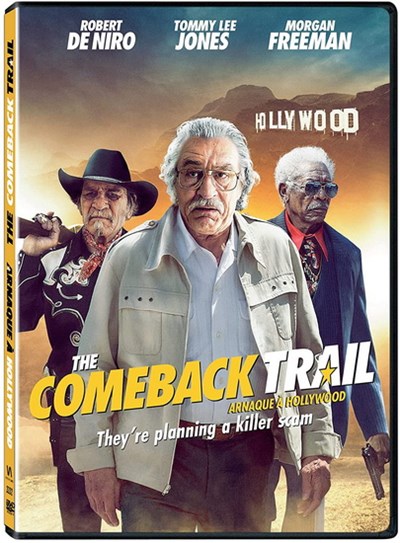 ROBERT
DE NIRO
TOMMY LEE
JONES
MORGAN
FREEMAN
HOLLYWOOD
THE
COMEBACK TRAIL
ARNAQUE À HOLLYWOOD
They're planning a killer scam
THE COMEBACK TRAIL
ARNAQUE À HOLLYWOOD
DVD